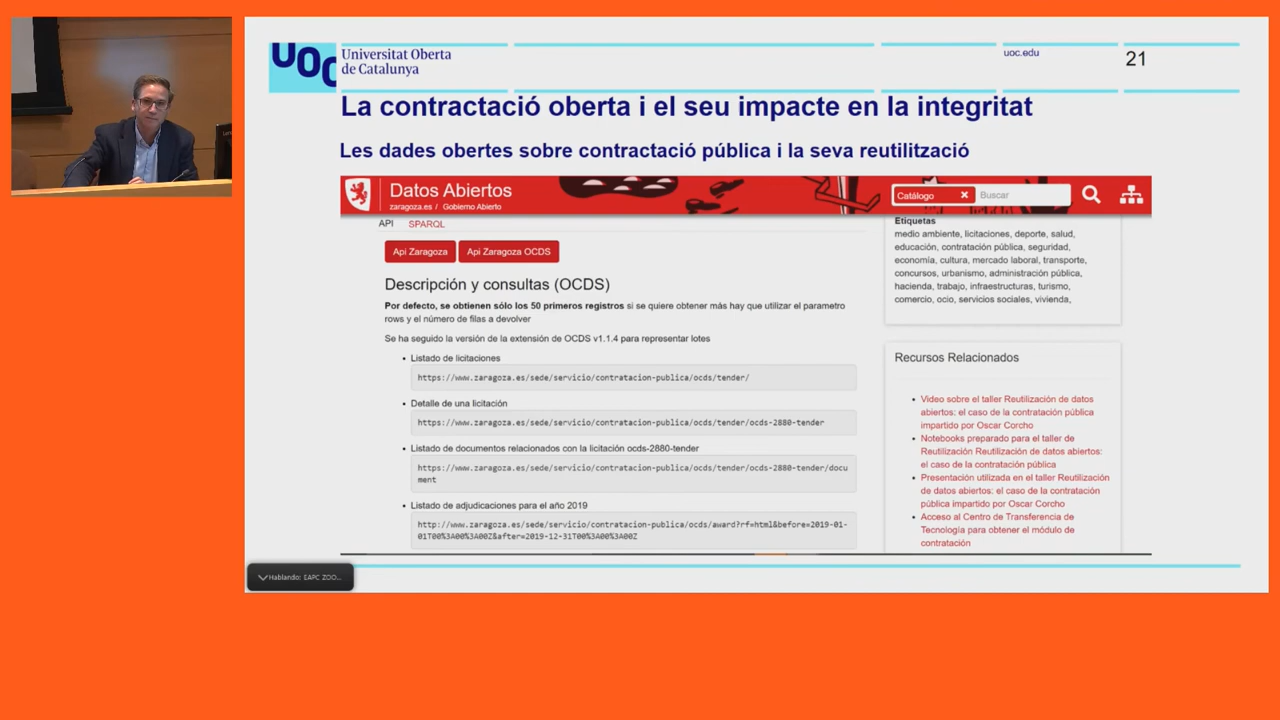 UOC
Universitat Oberta
de Catalunya
uoc.edu
21
La contractació oberta i el seu impacte en la integritat
Les dades obertes sobre contractació pública i la seva reutilització
Datos Abiertos
zaragoza.es / Gobierno Abierto
Catálogo
Buscar
API SPARQL
Api Zaragoza
Api Zaragoza OCDS
Descripción y consultas (OCDS)
Por defecto, se obtienen sólo los 50 primeros registros si se quiere obtener más hay que utilizar el parametro
rows y el número de filas a devolver
Se ha seguido la versión de la extensión de OCDS v1.1.4 para representar lotes
• Listado de licitaciones
https://www.zaragoza.es/sede/servicio/contratacion-publica/ocds/tender/
• Detalle de una licitación
https://www.zaragoza.es/sede/servicio/contratacion-publica/ocds/tender/ocds-2880-tender
• Listado de documentos relacionados con la licitación ocds-2880-tender
https://www.zaragoza.es/sede/servicio/contratacion-publica/ocds/tender/ocds-2880-tender/docu
ment
• Listado de adjudicaciones para el año 2019
http://www.zaragoza.es/sede/servicio/contratacion-publica/ocds/award?rf=html&before=2019-01-
01T00%3A00%3A00Z&after=2019-12-31T00%3A00%3A00Z
Etiquetas
medio ambiente, licitaciones, deporte, salud,
educación, contratación pública, seguridad,
economía, cultura, mercado laboral, transporte,
concursos, urbanismo, administración pública,
hacienda, trabajo, infraestructuras, turismo,
comercio, ocio, servicios sociales, vivienda,
Recursos Relacionados
• Video sobre el taller Reutilización de datos
abiertos: el caso de la contratación pública
impartido por Oscar Corcho
• Notebooks preparado para el taller de
Reutilización Reutilización de datos abiertos:
el caso de la contratación pública
• Presentación utilizada en el taller Reutilización
de datos abiertos: el caso de la contratación
pública impartido por Oscar Corcho
• Acceso al Centro de Transferencia de
Tecnología para obtener el módulo de
contratación
Hablando: EAPC ZOO...